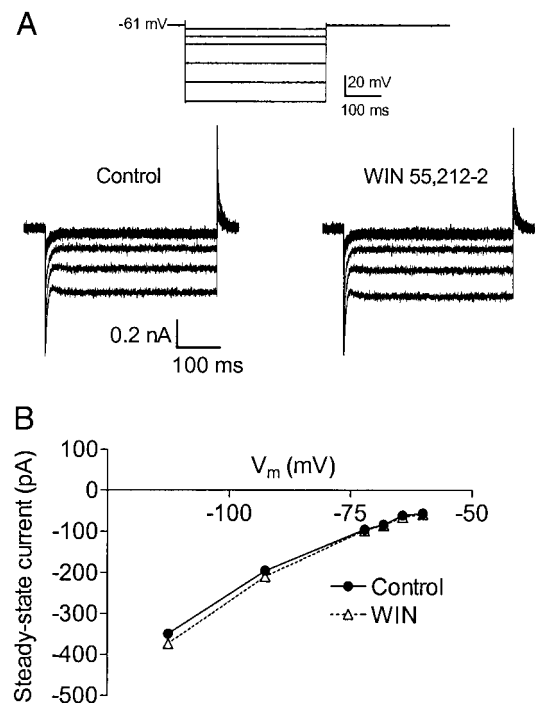 A
-61 mV
20 mV
100 ms
Control
WIN 55,212-2
0.2 nA
100 ms
B
Steady-state current (pA)
Vm (mV)
100
0
-100
-200
-300
-400
-500
-100
-75
-50
Control
WIN